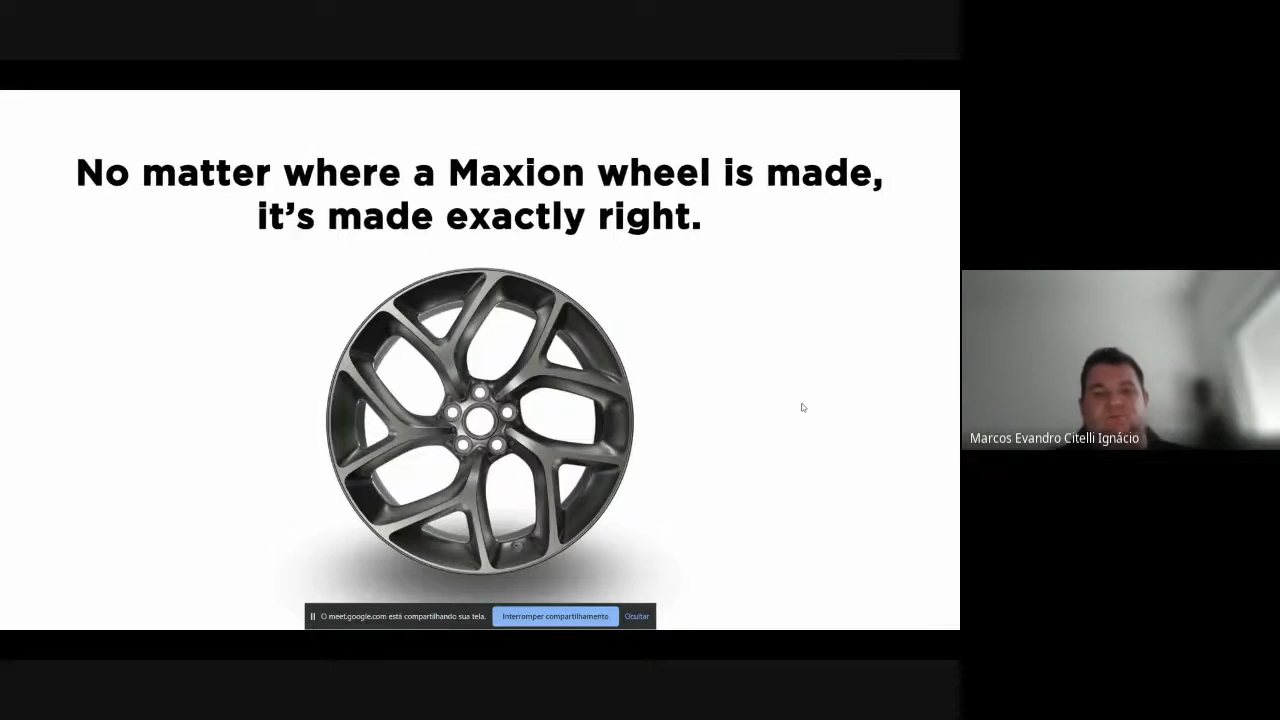 No matter where a Maxion wheel is made,
it's made exactly right.
Marcos Evandro Citelli Ignácio
O meet.google.com está compartilhando sua tela.
Interromper compartilhamento
Ocultar